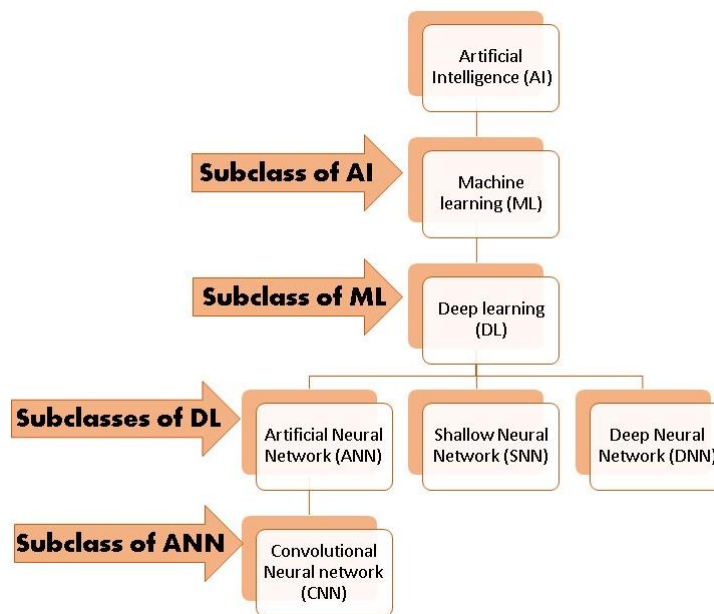 Artificial
Intelligence (AI)
Subclass of AI
Machine
learning (ML)
Subclass of ML
Deep learning
(DL)
Subclasses of DL
Artificial Neural
Network (ANN)
Shallow Neural
Network (SNN)
Deep Neural
Network (DNN)
Subclass of ANN
Convolutional
Neural network
(CNN)